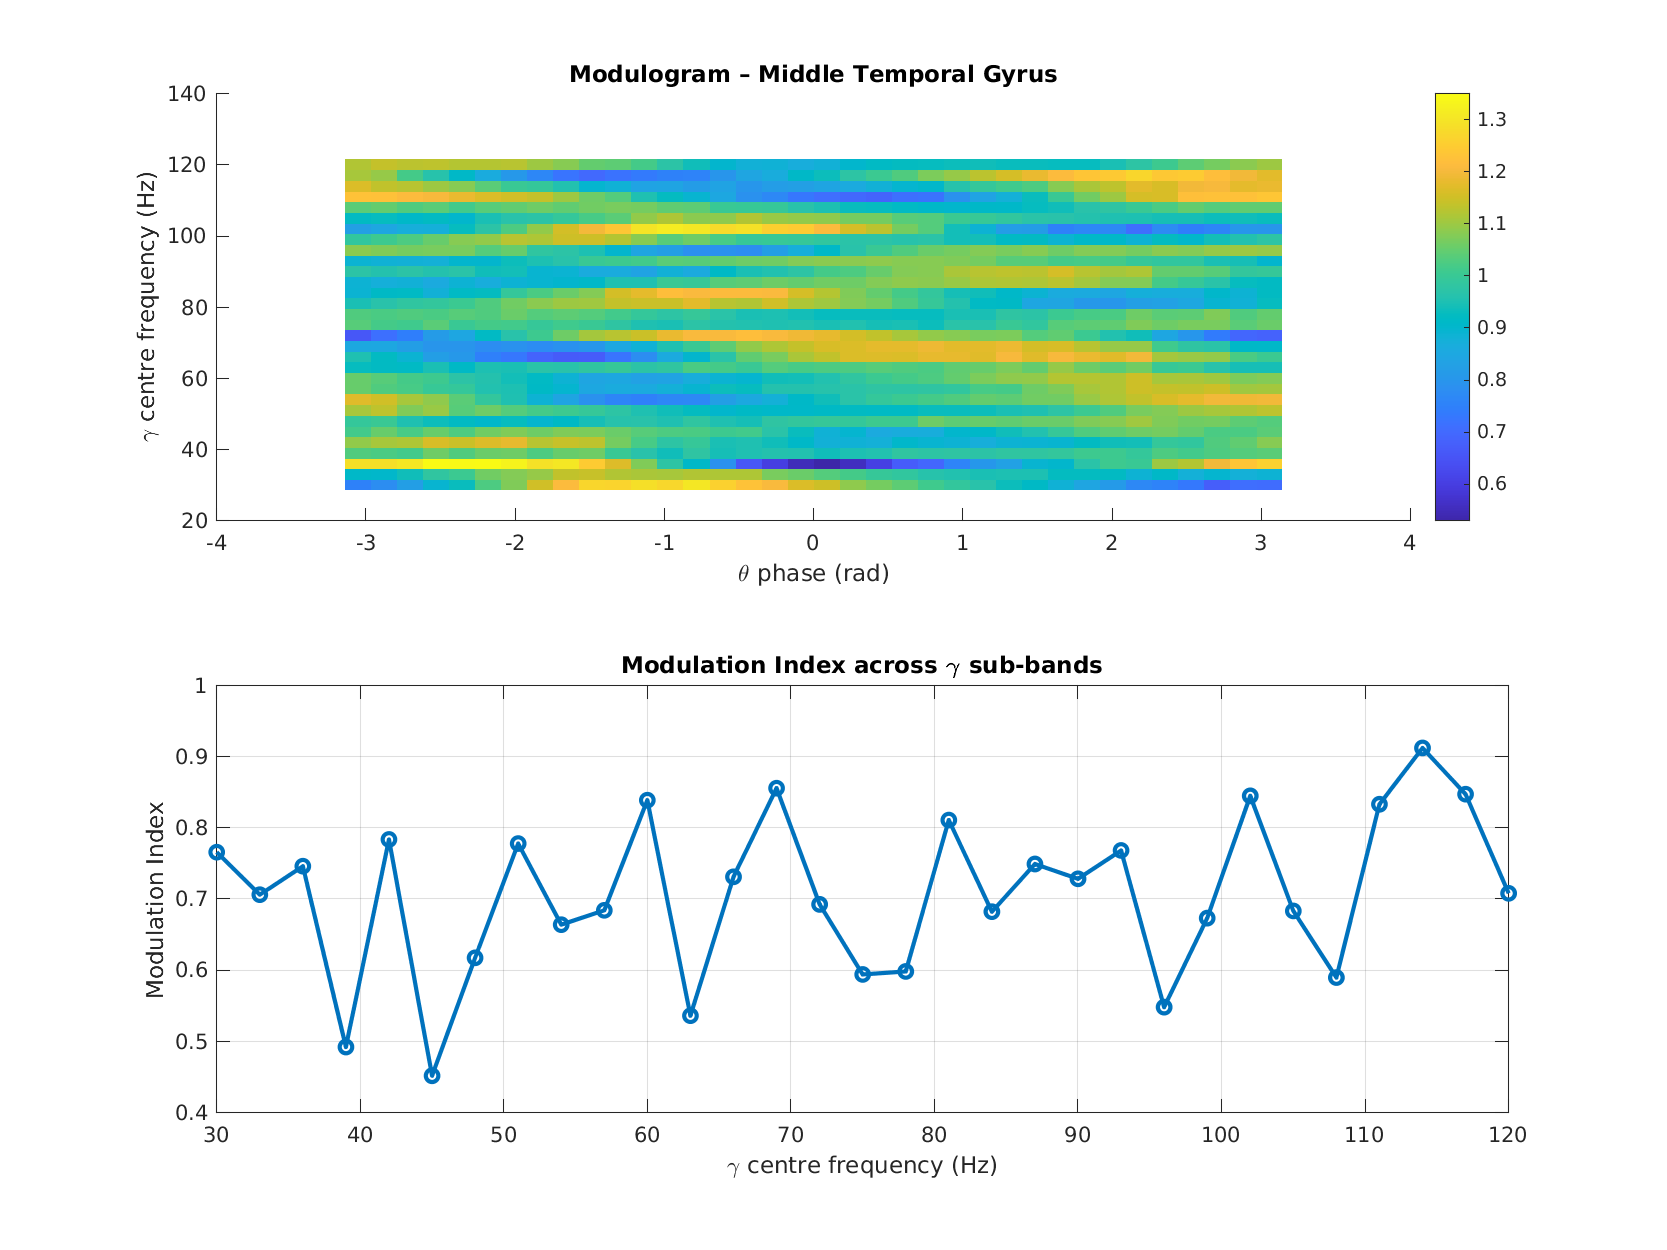 Modulogram – Middle Temporal Gyrus
140
120
100
80
60
40
20
γ centre frequency (Hz)
-4 -3 -2 -1 0 1 2 3 4
θ phase (rad)
1.3
1.2
1.1
1
0.9
0.8
0.7
0.6
Modulation Index across γ sub-bands
1
0.9
0.8
0.7
0.6
0.5
0.4
Modulation Index
30 40 50 60 70 80 90 100 110 120
γ centre frequency (Hz)